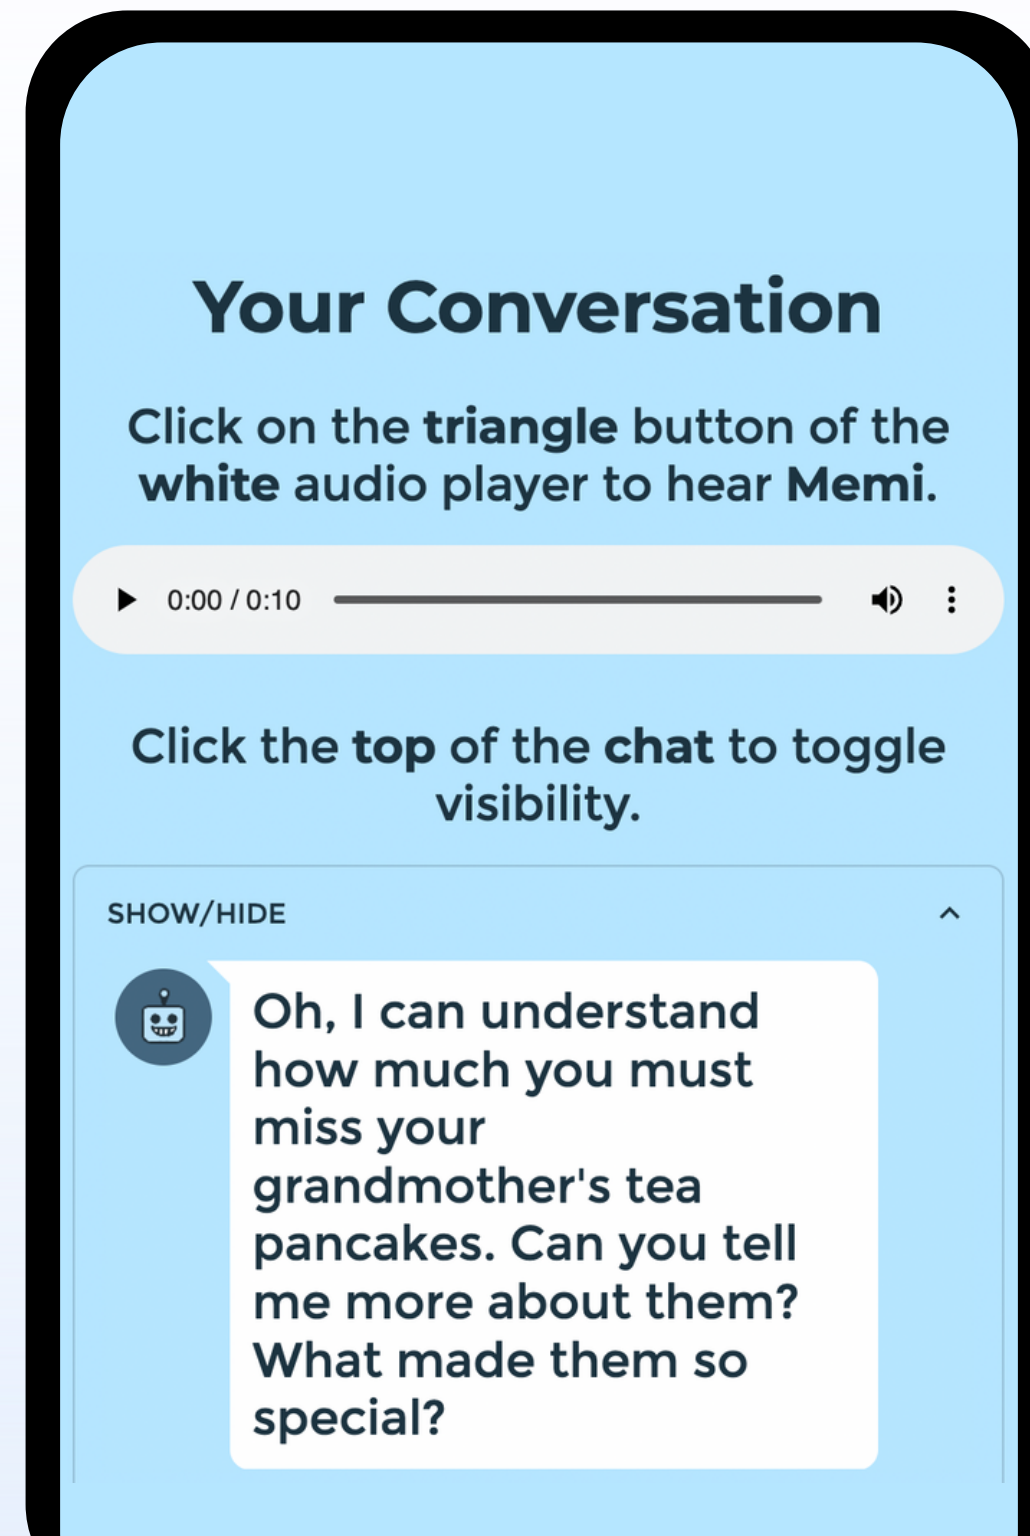 Your Conversation
Click on the triangle button of the
white audio player to hear Memi.
0:00 / 0:10
Click the top of the chat to toggle
visibility.
SHOW/HIDE
Oh, I can understand
how much you must
miss your
grandmother's tea
pancakes. Can you tell
me more about them?
What made them so
special?